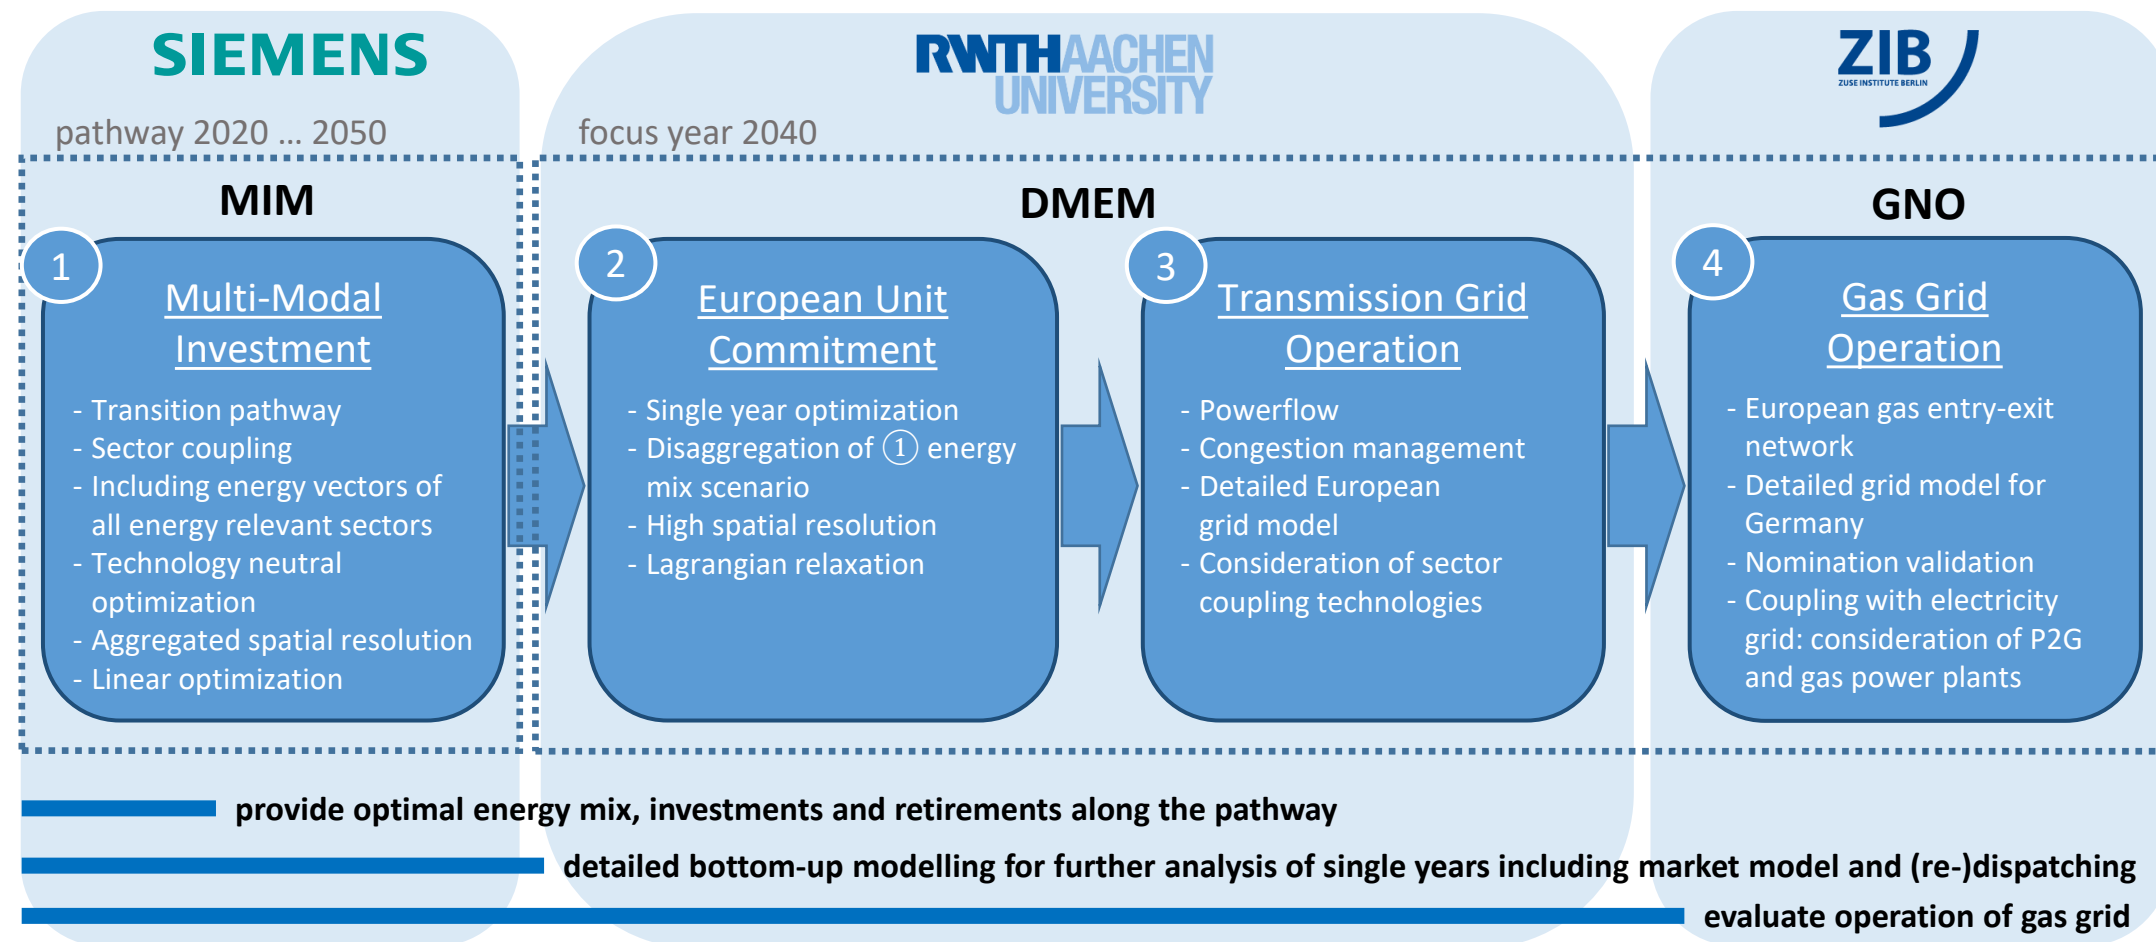 SIEMENS
RWTHAACHEN
UNIVERSITY
ZIB
ZUSE INSTITUTE BERLIN
pathway 2020 ... 2050
focus year 2040
MIM
DMEM
GNO
1
Multi-Modal
Investment
- Transition pathway
- Sector coupling
- Including energy vectors of
all energy relevant sectors
- Technology neutral
optimization
- Aggregated spatial resolution
- Linear optimization
2
European Unit
Commitment
- Single year optimization
- Disaggregation of ① energy
mix scenario
- High spatial resolution
- Lagrangian relaxation
3
Transmission Grid
Operation
- Powerflow
- Congestion management
- Detailed European
grid model
- Consideration of sector
coupling technologies
4
Gas Grid
Operation
- European gas entry-exit
network
- Detailed grid model for
Germany
- Nomination validation
- Coupling with electricity
grid: consideration of P2G
and gas power plants
provide optimal energy mix, investments and retirements along the pathway
detailed bottom-up modelling for further analysis of single years including market model and (re-)dispatching
evaluate operation of gas grid